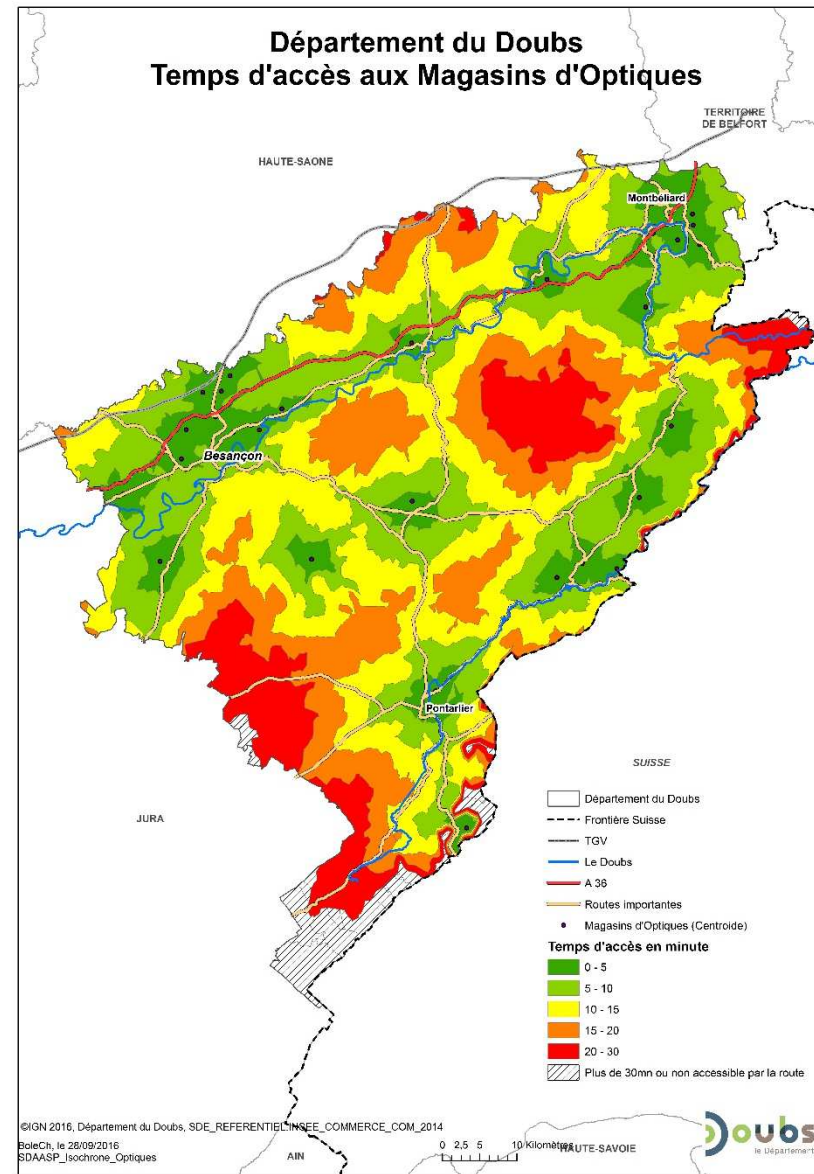 Département du Doubs
Temps d'accès aux Magasins d'Optiques
TERRITOIRE
DE BELFORT
HAUTE-SAONE
Montbéliard
Besançon
Pontarlier
SUISSE
JURA
Département du Doubs
Frontière Suisse
TGV
Le Doubs
A 36
Routes importantes
Magasins d'Optiques (Centroide)
Temps d'accès en minute
0 - 5
5 - 10
10 - 15
15 - 20
20 - 30
Plus de 30mn ou non accessible par la route
©IGN 2016, Département du Doubs, SDE_REFERENTIEL.INSEE_COMMERCE_COM_2014
BoleCh, le 28/09/2016
SDAASP_Isochrone_Optiques
AIN
0 2,5 5 10 Kilomètres
HAUTE-SAVOIE
Doubs
le Département